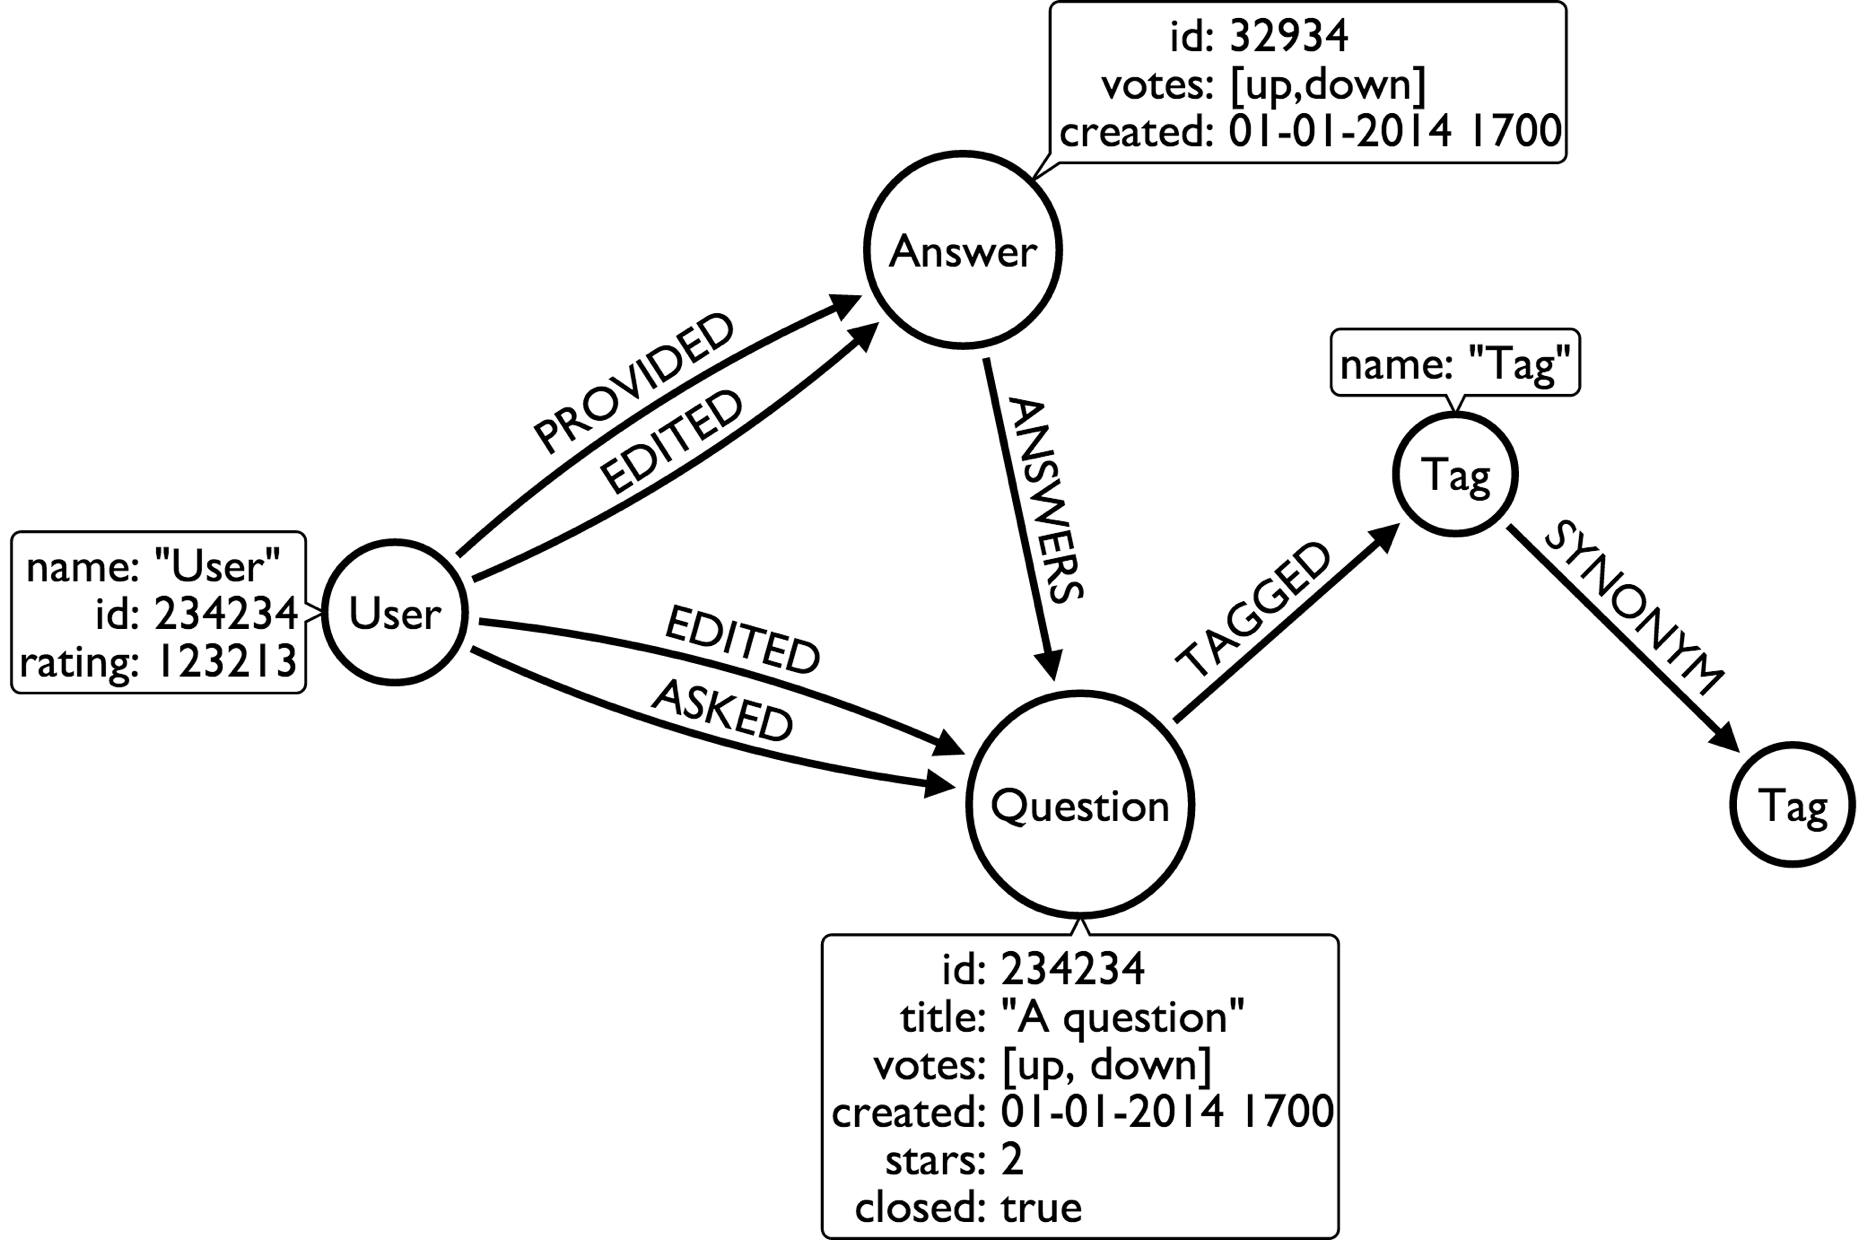 id: 32934
votes: [up,down]
created: 01-01-2014 1700
Answer
PROVIDED
EDITED
ANSWERS
name: "Tag"
Tag
name: "User"
id: 234234
rating: 123213
User
EDITED
ASKED
TAGGED
SYNONYM
Question
Tag
id: 234234
title: "A question"
votes: [up, down]
created: 01-01-2014 1700
stars: 2
closed: true